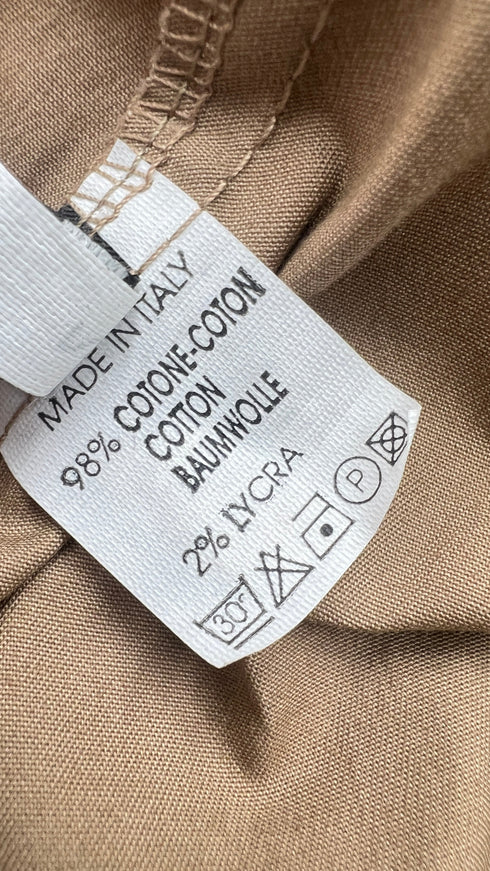 MADE IN ITALY
98% COTONE-COTON
COTTON
BAUMWOLLE
2% LYCRA
30° P